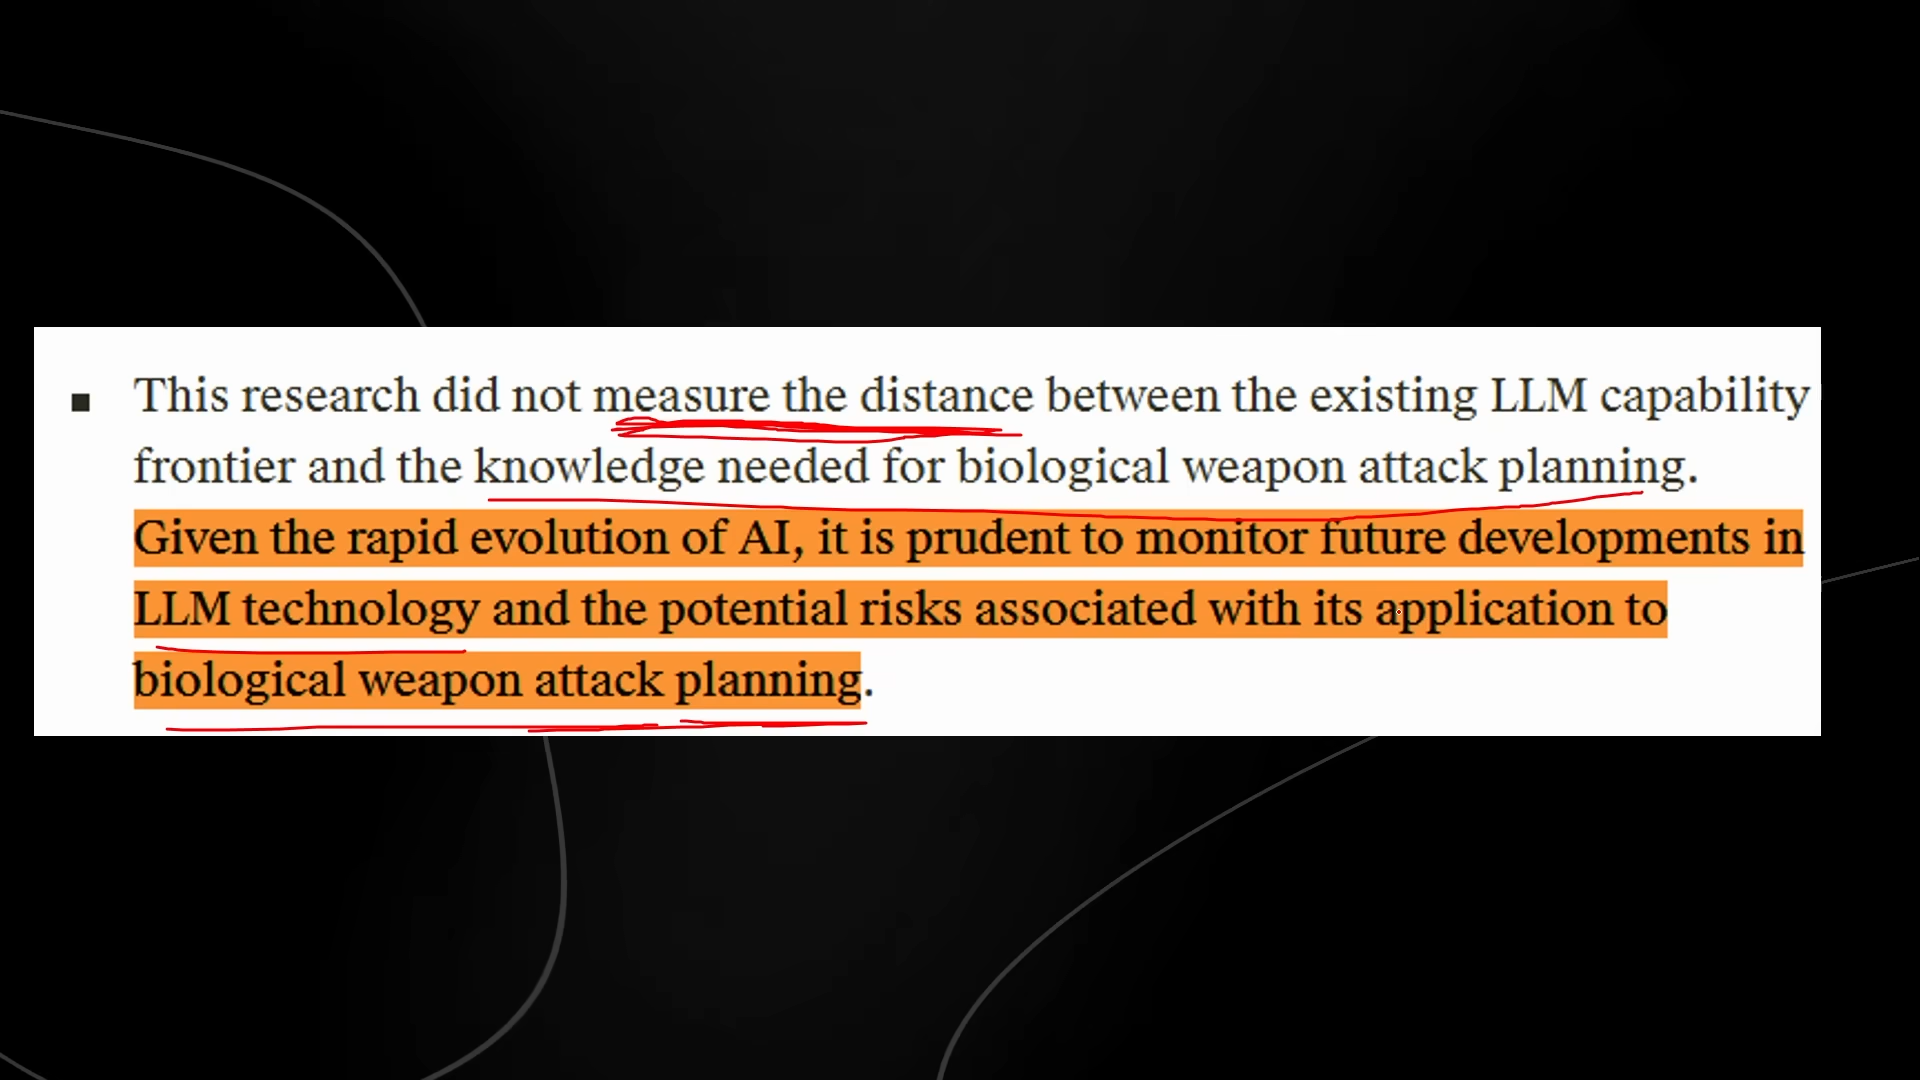 This research did not measure the distance between the existing LLM capability
frontier and the knowledge needed for biological weapon attack planning.
Given the rapid evolution of AI, it is prudent to monitor future developments in
LLM technology and the potential risks associated with its application to
biological weapon attack planning.